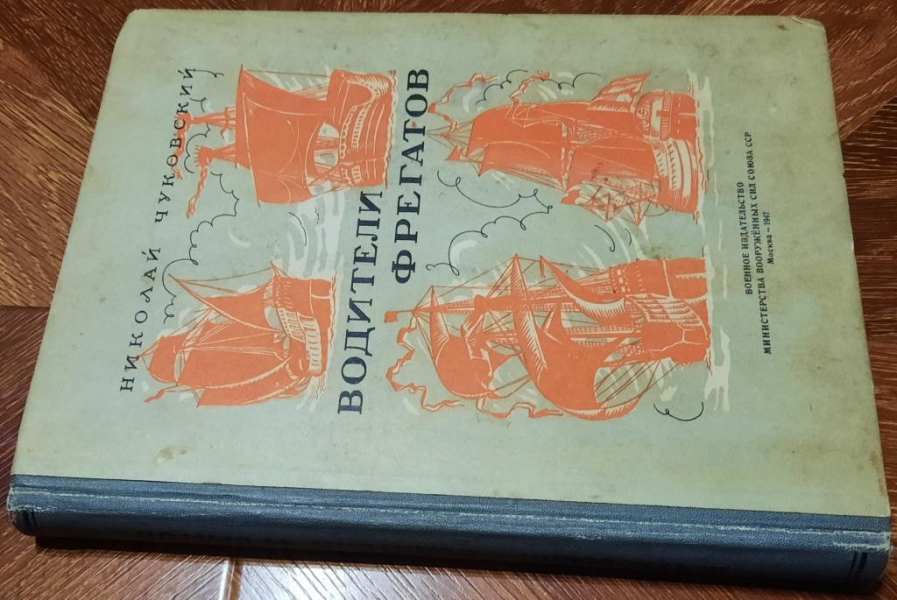 НИКОЛАЙ ЧУКОВСКИЙ
ВОДИТЕЛИ
ФРЕГАТОВ
ВОЕННОЕ ИЗДАТЕЛЬСТВО
МИНИСТЕРСТВА ВООРУЖЁННЫХ СИЛ СОЮЗА ССР
Москва — 1947